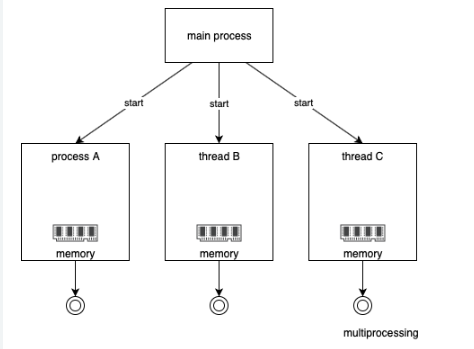 main process
start
start
start
process A
thread B
thread C
memory
memory
memory
multiprocessing